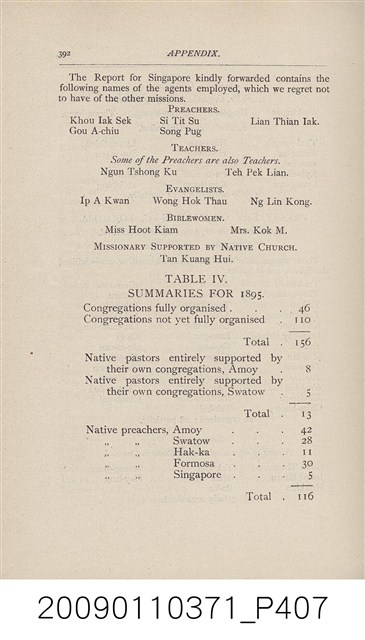 392 APPENDIX.
The Report for Singapore kindly forwarded contains the
following names of the agents employed, which we regret not
to have of the other missions.
PREACHERS.
Khou Iak Sek Si Tit Su Lian Thian Iak.
Gou A-chiu Song Pug
TEACHERS.
Some of the Preachers are also Teachers.
Ngun Tshong Ku Teh Pek Lian.
EVANGELISTS.
Ip A Kwan Wong Hok Thau Ng Lin Kong.
BIBLEWOMEN.
Miss Hoot Kiam Mrs. Kok M.
MISSIONARY SUPPORTED BY NATIVE CHURCH.
Tan Kuang Hui.
TABLE IV.
SUMMARIES FOR 1895.
Congregations fully organised . . . 46
Congregations not yet fully organised . 110
Total . 156
Native pastors entirely supported by
their own congregations, Amoy . 8
Native pastors entirely supported by
their own congregations, Swatow . 5
Total . 13
Native preachers, Amoy . . . 42
„ „ Swatow . . . 28
„ „ Hak-ka . . . 11
„ „ Formosa . . . 30
„ „ Singapore . . . 5
Total . 116
20090110371_P407